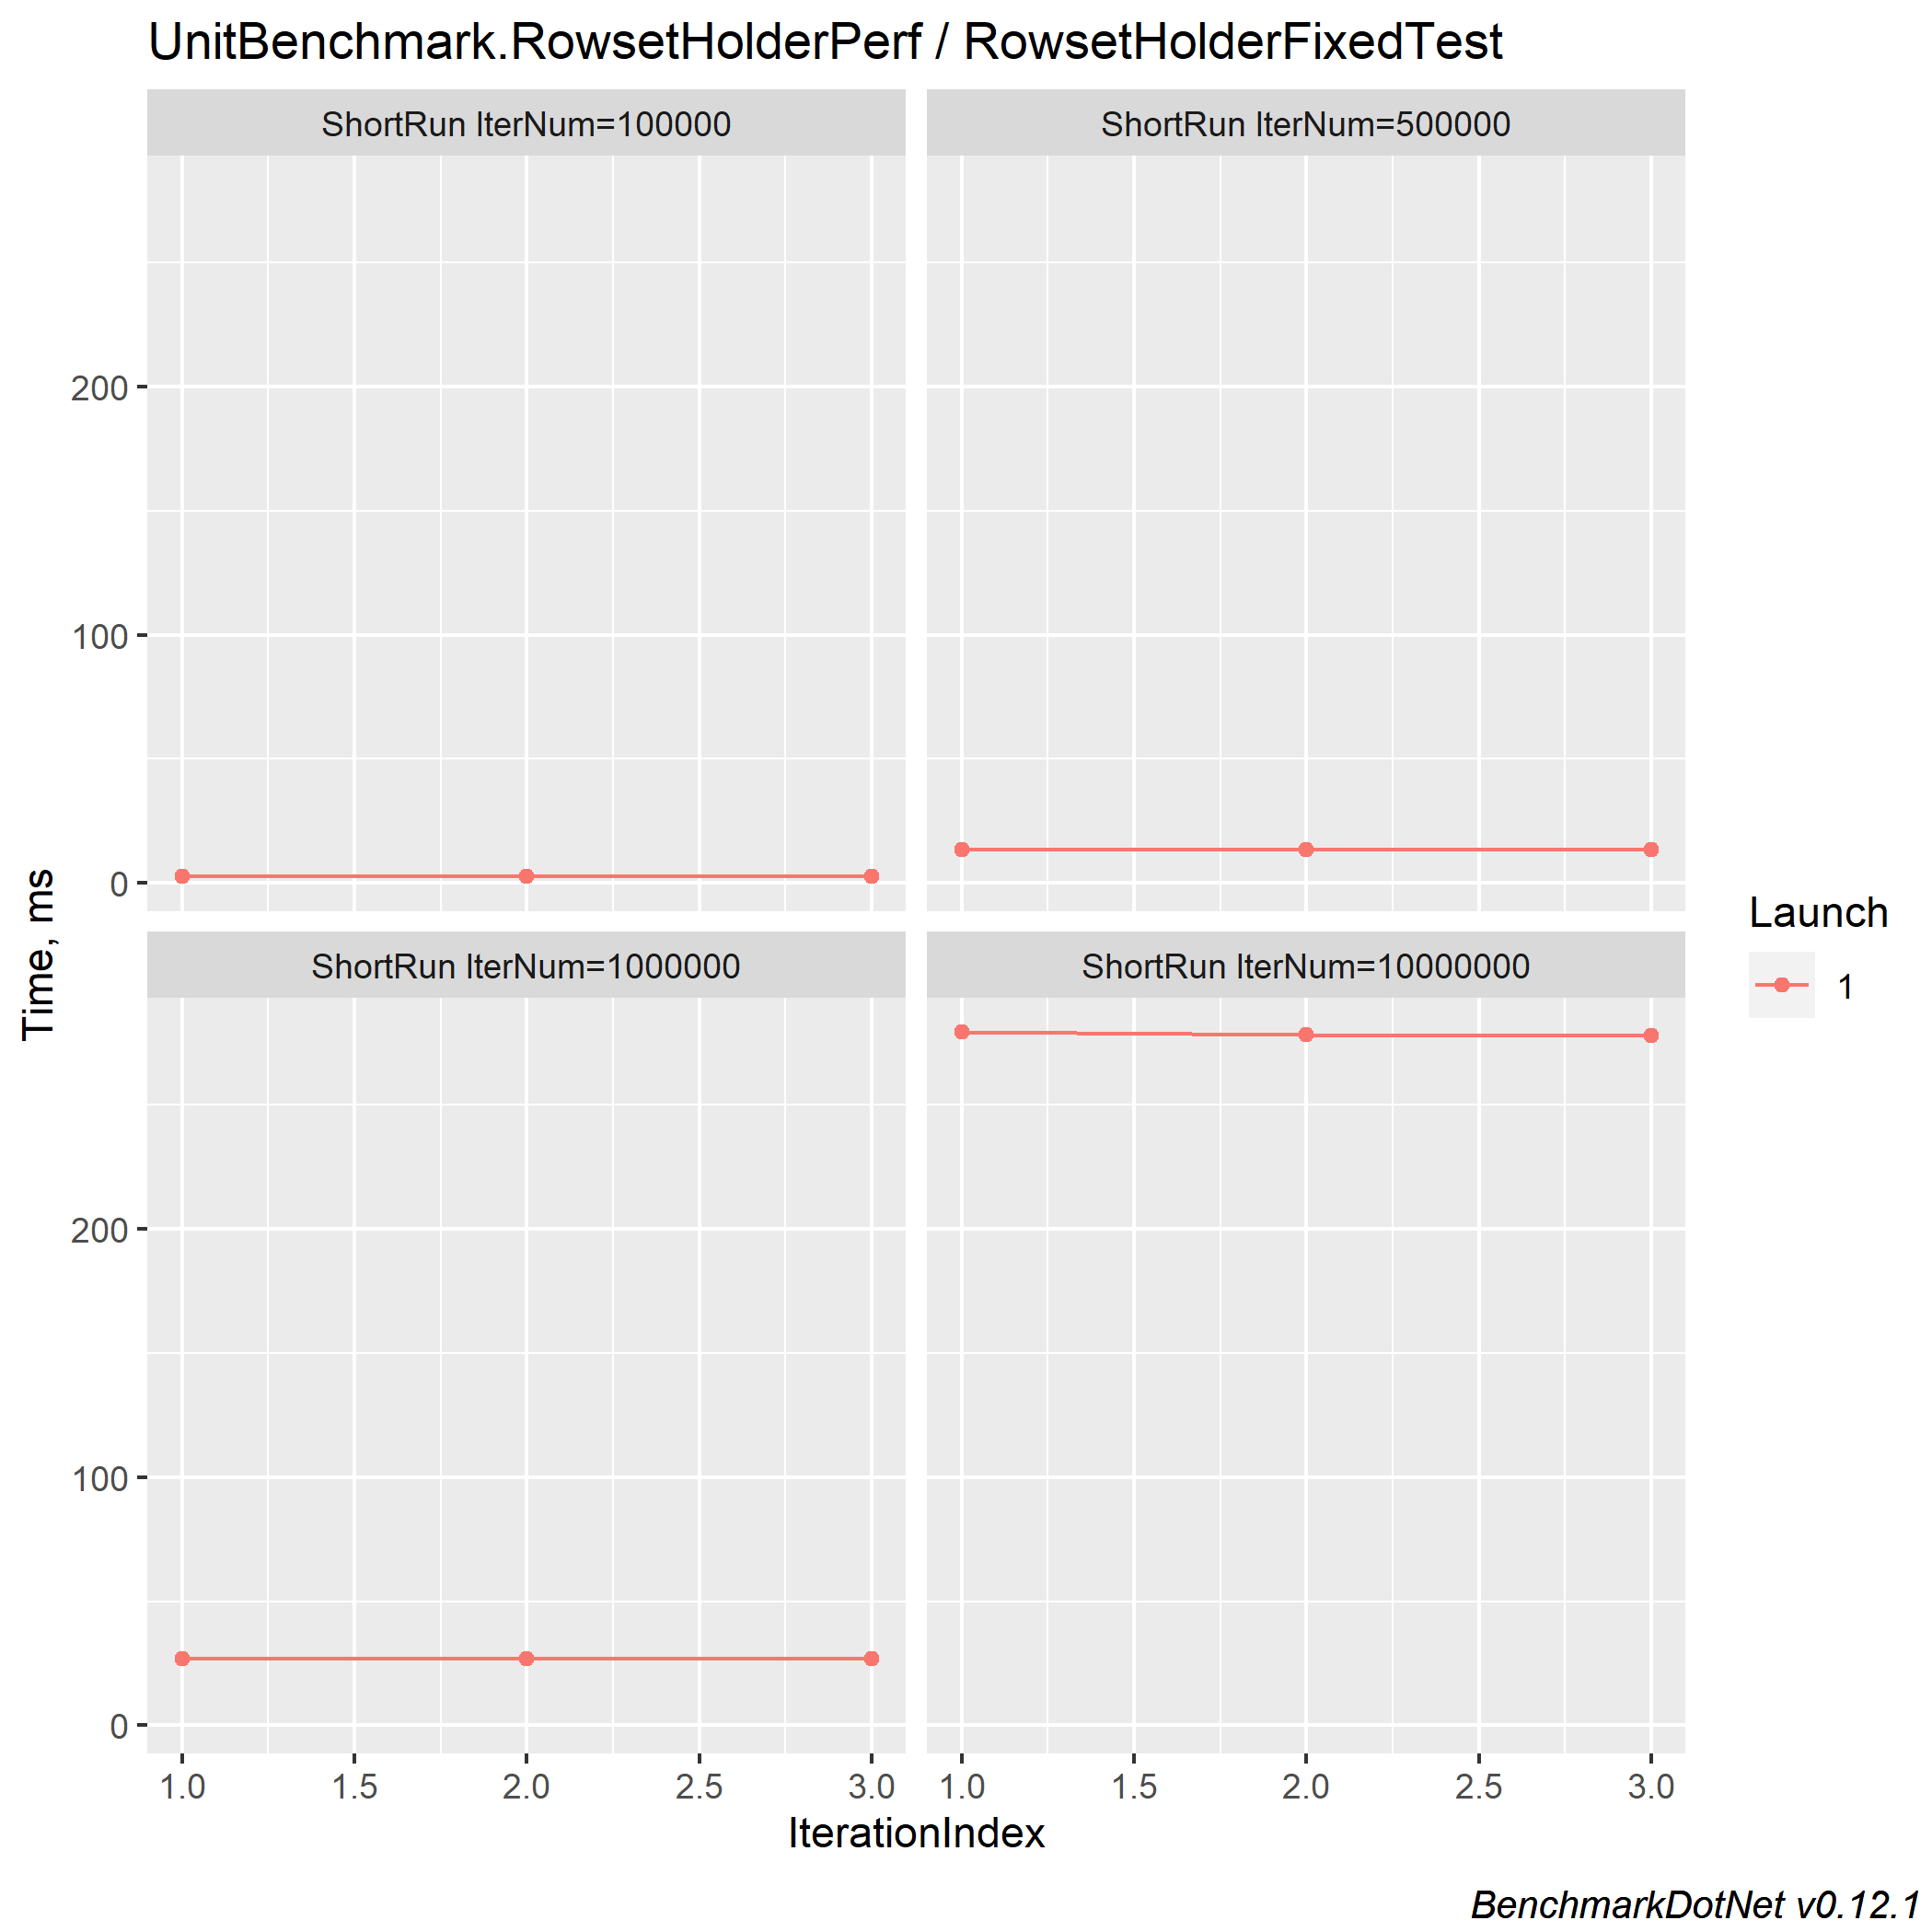 UnitBenchmark.RowsetHolderPerf / RowsetHolderFixedTest
ShortRun IterNum=100000
ShortRun IterNum=500000
200
100
0
ShortRun IterNum=1000000
ShortRun IterNum=10000000
200
100
0
Time, ms
1.0 1.5 2.0 2.5 3.0
1.0 1.5 2.0 2.5 3.0
IterationIndex
Launch
1
BenchmarkDotNet v0.12.1